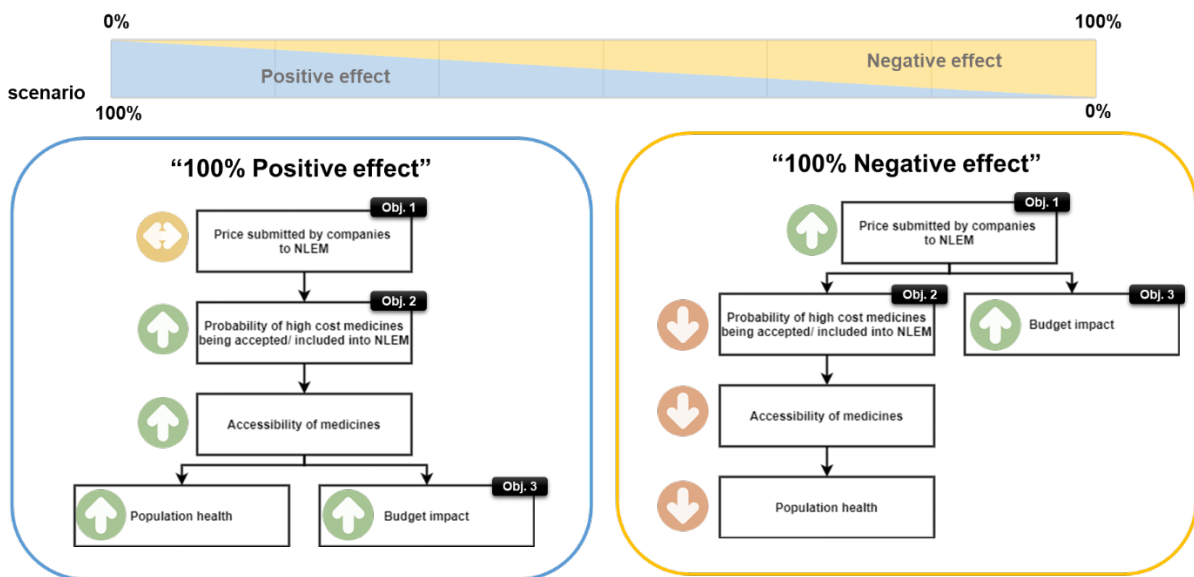 0%
100%
Positive effect
Negative effect
scenario
100%
0%
“100% Positive effect”
Obj. 1
Price submitted by companies
to NLEM
Obj. 2
Probability of high cost medicines
being accepted/ included into NLEM
Accessibility of medicines
Population health
Obj. 3
Budget impact
“100% Negative effect”
Obj. 1
Price submitted by companies
to NLEM
Obj. 2
Probability of high cost medicines
being accepted/ included into NLEM
Obj. 3
Budget impact
Accessibility of medicines
Population health